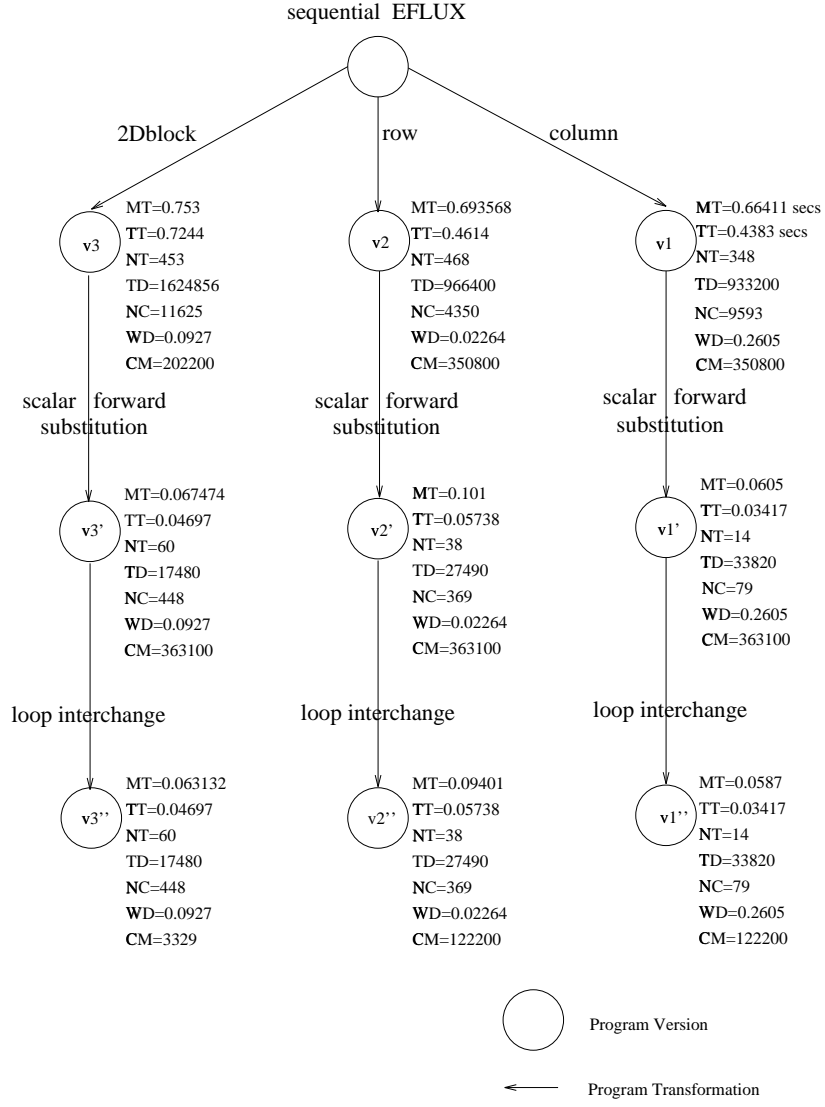 sequential EFLUX
2Dblock
row
column
v3
MT=0.753
TT=0.7244
NT=453
TD=1624856
NC=11625
WD=0.0927
CM=202200
v2
MT=0.693568
TT=0.4614
NT=468
TD=966400
NC=4350
WD=0.02264
CM=350800
v1
MT=0.66411 secs
TT=0.4383 secs
NT=348
TD=933200
NC=9593
WD=0.2605
CM=350800
scalar forward
substitution
scalar forward
substitution
scalar forward
substitution
v3'
MT=0.067474
TT=0.04697
NT=60
TD=17480
NC=448
WD=0.0927
CM=363100
v2'
MT=0.101
TT=0.05738
NT=38
TD=27490
NC=369
WD=0.02264
CM=363100
v1'
MT=0.0605
TT=0.03417
NT=14
TD=33820
NC=79
WD=0.2605
CM=363100
loop interchange
loop interchange
loop interchange
v3''
MT=0.063132
TT=0.04697
NT=60
TD=17480
NC=448
WD=0.0927
CM=3329
v2''
MT=0.09401
TT=0.05738
NT=38
TD=27490
NC=369
WD=0.02264
CM=122200
v1''
MT=0.0587
TT=0.03417
NT=14
TD=33820
NC=79
WD=0.2605
CM=122200
Program Version
Program Transformation